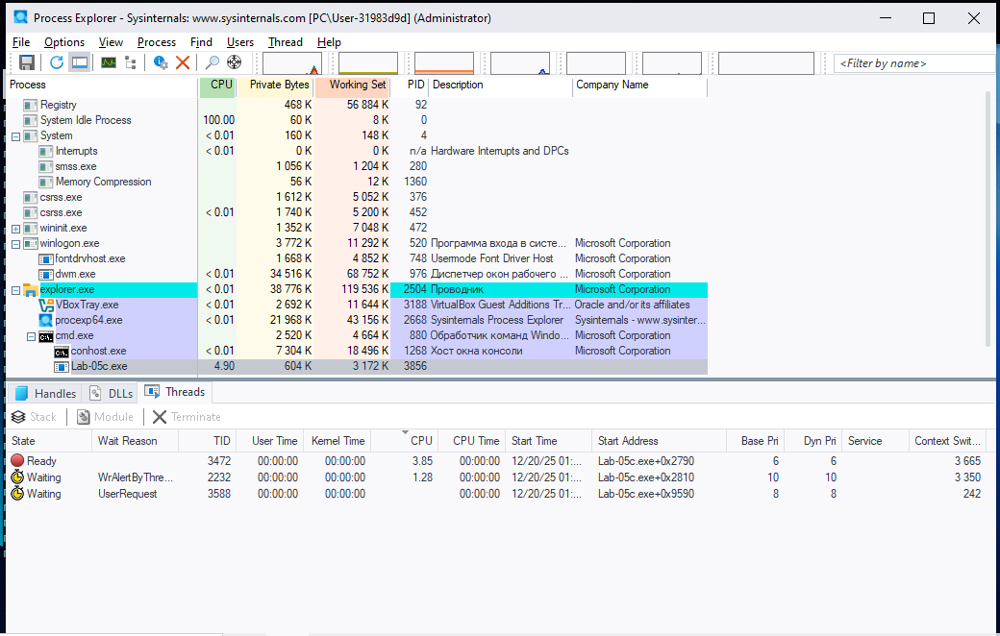 Process Explorer - Sysinternals: www.sysinternals.com [PC\User-31983d9d] (Administrator)
File Options View Process Find Users Thread Help
<Filter by name>
Process CPU Private Bytes Working Set PID Description Company Name
Registry 468 K 56 884 K 92
System Idle Process 100.00 60 K 8 K 0
System < 0.01 160 K 148 K 4
Interrupts < 0.01 0 K 0 K n/a Hardware Interrupts and DPCs
smss.exe 1 056 K 1 204 K 280
Memory Compression 56 K 12 K 1360
csrss.exe 1 612 K 5 052 K 376
csrss.exe < 0.01 1 740 K 5 200 K 452
wininit.exe 1 352 K 7 048 K 472
winlogon.exe 3 772 K 11 292 K 520 Программа входа в систе... Microsoft Corporation
fontdrvhost.exe 1 668 K 4 852 K 748 Usermode Font Driver Host Microsoft Corporation
dwm.exe < 0.01 34 516 K 68 752 K 976 Диспетчер окон рабочего ... Microsoft Corporation
explorer.exe < 0.01 38 776 K 119 536 K 2504 Проводник Microsoft Corporation
VBoxTray.exe < 0.01 2 692 K 11 644 K 3188 VirtualBox Guest Additions Tr... Oracle and/or its affiliates
procexp64.exe < 0.01 21 968 K 43 156 K 2668 Sysinternals Process Explorer Sysinternals - www.sysinter...
cmd.exe 2 520 K 4 664 K 880 Обработчик команд Windo... Microsoft Corporation
conhost.exe < 0.01 7 304 K 18 496 K 1268 Хост окна консоли Microsoft Corporation
Lab-05c.exe 4.90 604 K 3 172 K 3856
Handles DLLs Threads
Stack Module Terminate
State Wait Reason TID User Time Kernel Time CPU CPU Time Start Time Start Address Base Pri Dyn Pri Service Context Swit...
Ready 3472 00:00:00 00:00:00 3.85 00:00:00 12/20/25 01:... Lab-05c.exe+0x2790 6 6 3 665
Waiting WrAlertByThre... 2232 00:00:00 00:00:00 1.28 00:00:00 12/20/25 01:... Lab-05c.exe+0x2810 10 10 3 350
Waiting UserRequest 3588 00:00:00 00:00:00 00:00:00 12/20/25 01:... Lab-05c.exe+0x9590 8 8 242